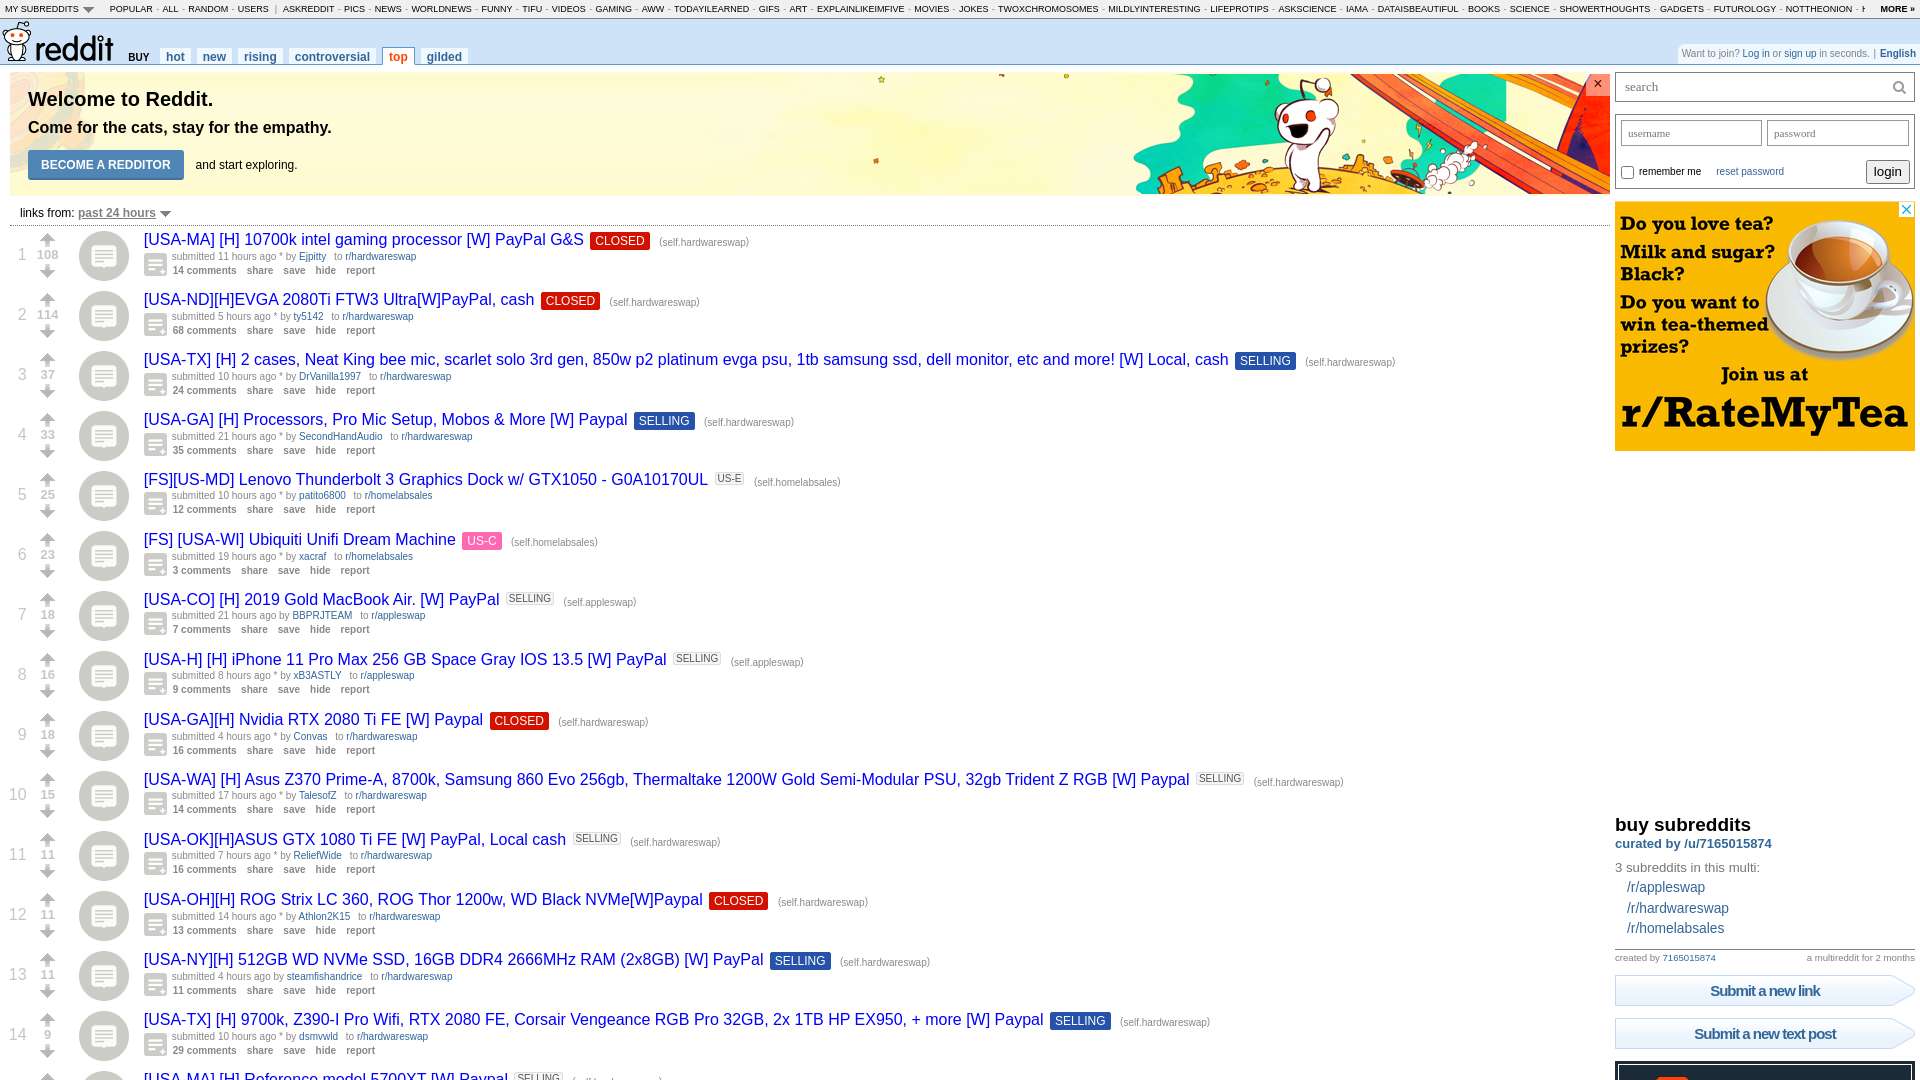 MY SUBREDDITS POPULAR - ALL - RANDOM - USERS | ASKREDDIT - PICS - NEWS - WORLDNEWS - FUNNY - TIFU - VIDEOS - GAMING - AWW - TODAYILEARNED - GIFS - ART - EXPLAINLIKEIMFIVE - MOVIES - JOKES - TWOXCHROMOSOMES - MILDLYINTERESTING - LIFEPROTIPS - ASKSCIENCE - IAMA - DATAISBEAUTIFUL - BOOKS - SCIENCE - SHOWERTHOUGHTS - GADGETS - FUTUROLOGY - NOTTHEONION - MORE »
reddit BUY hot new rising controversial top gilded
Want to join? Log in or sign up in seconds. | English
Welcome to Reddit.
Come for the cats, stay for the empathy.
BECOME A REDDITOR and start exploring.
×
search
username password
remember me reset password login
links from: past 24 hours
1 108 [USA-MA] [H] 10700k intel gaming processor [W] PayPal G&S CLOSED (self.hardwareswap)
submitted 11 hours ago * by Ejpitty to r/hardwareswap
14 comments share save hide report
2 114 [USA-ND][H]EVGA 2080Ti FTW3 Ultra[W]PayPal, cash CLOSED (self.hardwareswap)
submitted 5 hours ago * by ty5142 to r/hardwareswap
68 comments share save hide report
3 37 [USA-TX] [H] 2 cases, Neat King bee mic, scarlet solo 3rd gen, 850w p2 platinum evga psu, 1tb samsung ssd, dell monitor, etc and more! [W] Local, cash SELLING (self.hardwareswap)
submitted 10 hours ago * by DrVanilla1997 to r/hardwareswap
24 comments share save hide report
4 33 [USA-GA] [H] Processors, Pro Mic Setup, Mobos & More [W] Paypal SELLING (self.hardwareswap)
submitted 21 hours ago * by SecondHandAudio to r/hardwareswap
35 comments share save hide report
5 25 [FS][US-MD] Lenovo Thunderbolt 3 Graphics Dock w/ GTX1050 - G0A10170UL US-E (self.homelabsales)
submitted 10 hours ago * by patito6800 to r/homelabsales
12 comments share save hide report
6 23 [FS] [USA-WI] Ubiquiti Unifi Dream Machine US-C (self.homelabsales)
submitted 19 hours ago * by xacraf to r/homelabsales
3 comments share save hide report
7 18 [USA-CO] [H] 2019 Gold MacBook Air. [W] PayPal SELLING (self.appleswap)
submitted 21 hours ago by BBPRJTEAM to r/appleswap
7 comments share save hide report
8 16 [USA-H] [H] iPhone 11 Pro Max 256 GB Space Gray IOS 13.5 [W] PayPal SELLING (self.appleswap)
submitted 8 hours ago * by xB3ASTLY to r/appleswap
9 comments share save hide report
9 18 [USA-GA][H] Nvidia RTX 2080 Ti FE [W] Paypal CLOSED (self.hardwareswap)
submitted 4 hours ago * by Convas to r/hardwareswap
16 comments share save hide report
10 15 [USA-WA] [H] Asus Z370 Prime-A, 8700k, Samsung 860 Evo 256gb, Thermaltake 1200W Gold Semi-Modular PSU, 32gb Trident Z RGB [W] Paypal SELLING (self.hardwareswap)
submitted 17 hours ago * by TalesofZ to r/hardwareswap
14 comments share save hide report
11 11 [USA-OK][H]ASUS GTX 1080 Ti FE [W] PayPal, Local cash SELLING (self.hardwareswap)
submitted 7 hours ago * by ReliefWide to r/hardwareswap
16 comments share save hide report
12 11 [USA-OH][H] ROG Strix LC 360, ROG Thor 1200w, WD Black NVMe[W]Paypal CLOSED (self.hardwareswap)
submitted 14 hours ago * by Athlon2K15 to r/hardwareswap
13 comments share save hide report
13 11 [USA-NY][H] 512GB WD NVMe SSD, 16GB DDR4 2666MHz RAM (2x8GB) [W] PayPal SELLING (self.hardwareswap)
submitted 4 hours ago by steamfishandrice to r/hardwareswap
11 comments share save hide report
14 9 [USA-TX] [H] 9700k, Z390-I Pro Wifi, RTX 2080 FE, Corsair Vengeance RGB Pro 32GB, 2x 1TB HP EX950, + more [W] Paypal SELLING (self.hardwareswap)
submitted 10 hours ago * by dsmvwld to r/hardwareswap
29 comments share save hide report
[USA-MA] [H] Reference model 5700XT [W] Paypal SELLING
Do you love tea?
Milk and sugar?
Black?
Do you want to
win tea-themed
prizes?
Join us at
r/RateMyTea
buy subreddits
curated by /u/7165015874
3 subreddits in this multi:
/r/appleswap
/r/hardwareswap
/r/homelabsales
created by 7165015874 a multireddit for 2 months
Submit a new link
Submit a new text post